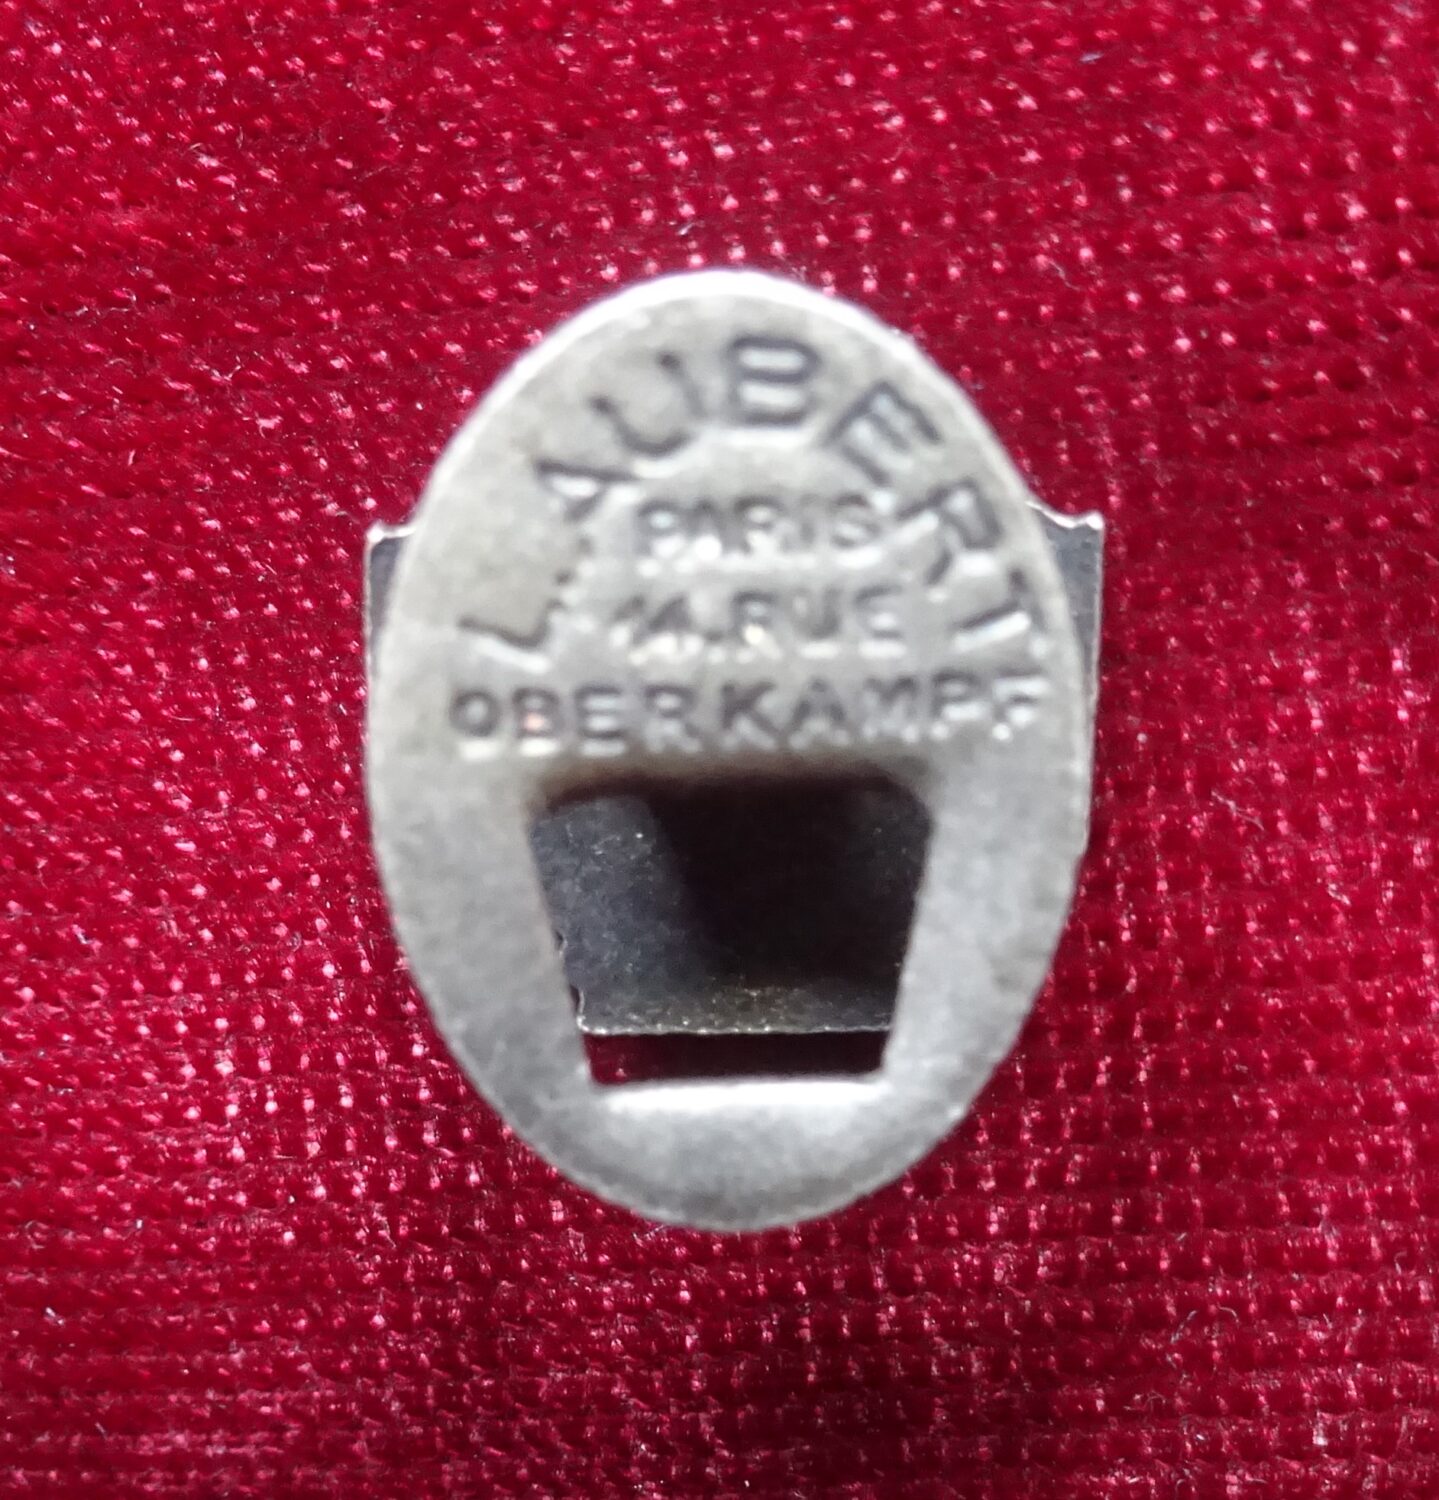 L.AUBERT
PARIS
14.RUE
OBERKAMPF